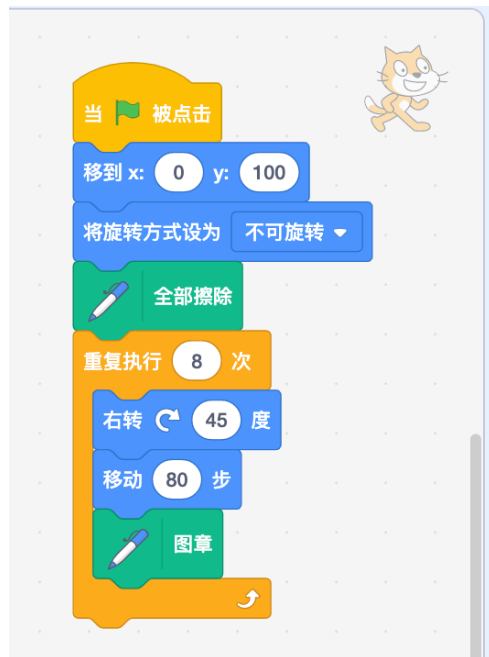 当 被点击
移到 x: 0 y: 100
将旋转方式设为 不可旋转
全部擦除
重复执行 8 次
右转 45 度
移动 80 步
图章